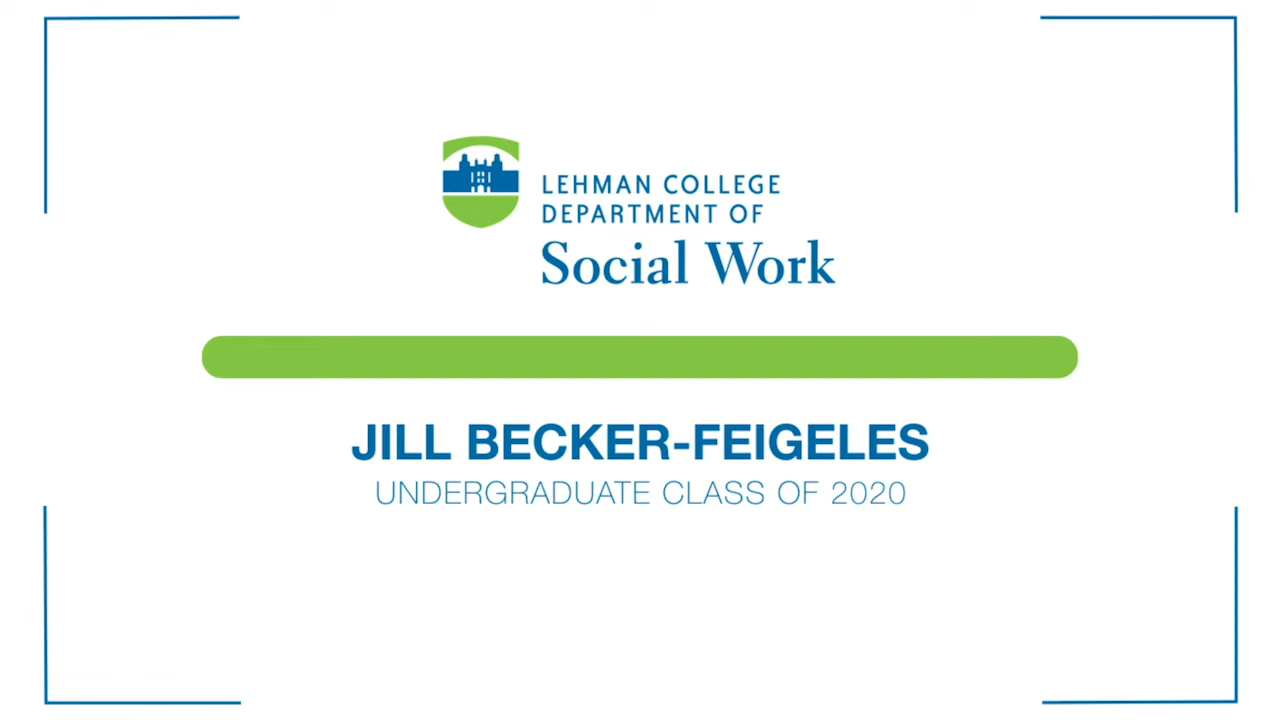 LEHMAN COLLEGE
DEPARTMENT OF
Social Work
JILL BECKER-FEIGELES
UNDERGRADUATE CLASS OF 2020